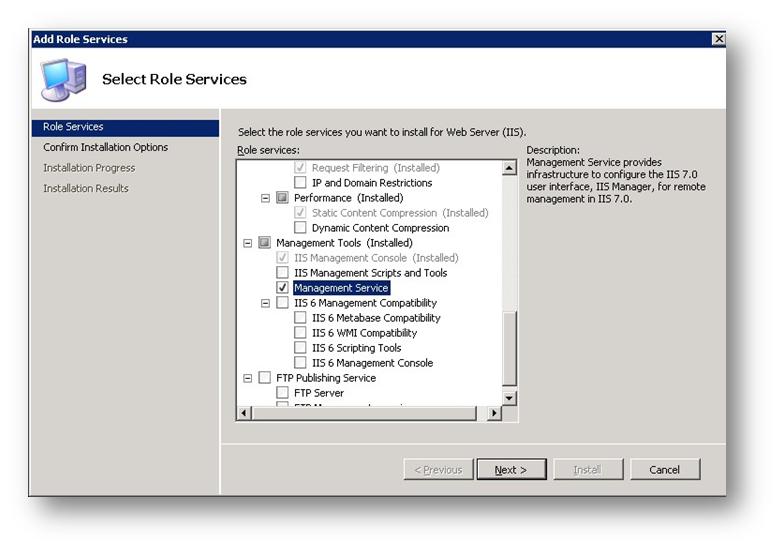 Add Role Services
Select Role Services
Role Services
Confirm Installation Options
Installation Progress
Installation Results
Select the role services you want to install for Web Server (IIS).
Role services:
Request Filtering (Installed)
IP and Domain Restrictions
Performance (Installed)
Static Content Compression (Installed)
Dynamic Content Compression
Management Tools (Installed)
IIS Management Console (Installed)
IIS Management Scripts and Tools
Management Service
IIS 6 Management Compatibility
IIS 6 Metabase Compatibility
IIS 6 WMI Compatibility
IIS 6 Scripting Tools
IIS 6 Management Console
FTP Publishing Service
FTP Server
Description:
Management Service provides
infrastructure to configure the IIS 7.0
user interface, IIS Manager, for remote
management in IIS 7.0.
< Previous
Next >
Install
Cancel